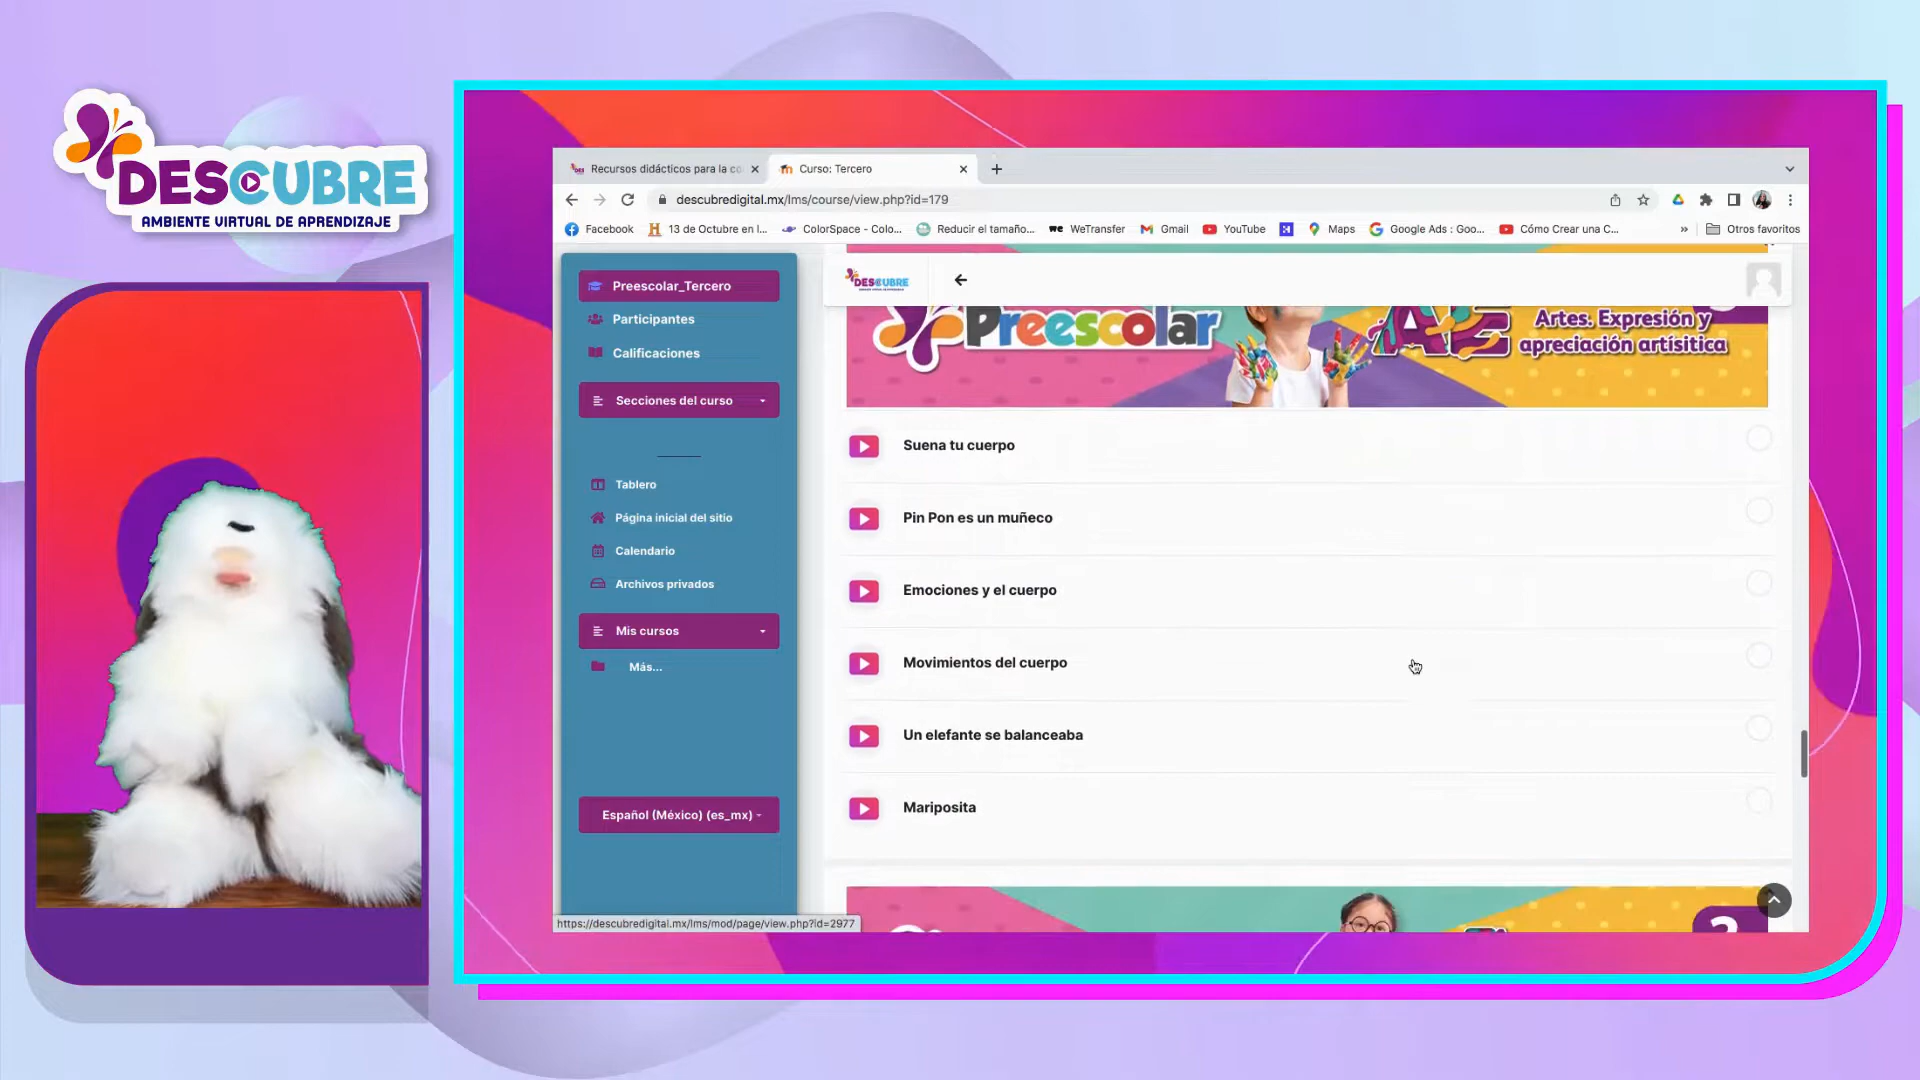 DESCUBRE
AMBIENTE VIRTUAL DE APRENDIZAJE
Recursos didácticos para la co
Curso: Tercero
descubredigital.mx/lms/course/view.php?id=179
Facebook
13 de Octubre en l...
ColorSpace - Colo...
Reducir el tamaño...
WeTransfer
Gmail
YouTube
Maps
Google Ads : Goo...
Cómo Crear una C...
»
Otros favoritos
Preescolar_Tercero
Participantes
Calificaciones
Secciones del curso
Tablero
Página inicial del sitio
Calendario
Archivos privados
Mis cursos
Más...
Español (México) (es_mx)
DESCUBRE
Preescolar
AE
Artes. Expresión y
apreciación artísitica
Suena tu cuerpo
Pin Pon es un muñeco
Emociones y el cuerpo
Movimientos del cuerpo
Un elefante se balanceaba
Mariposita
https://descubredigital.mx/lms/mod/page/view.php?id=2977